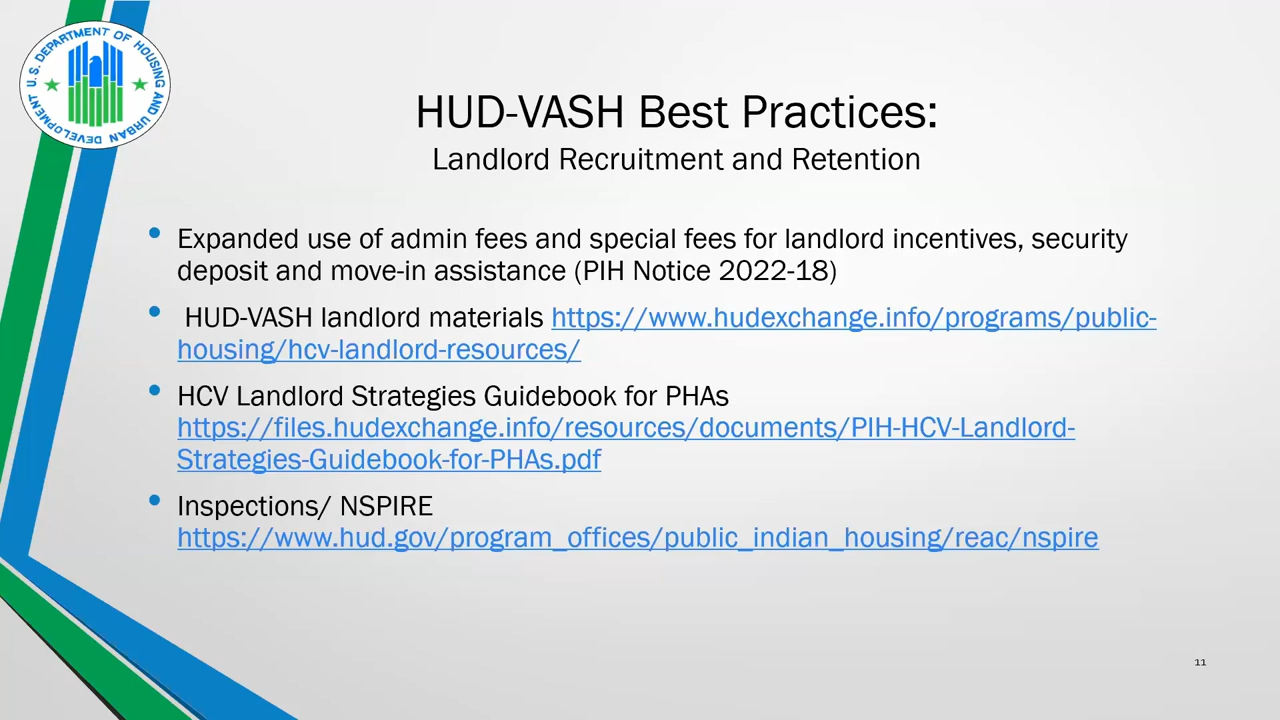 U.S. DEPARTMENT OF HOUSING AND URBAN DEVELOPMENT
HUD-VASH Best Practices:
Landlord Recruitment and Retention
• Expanded use of admin fees and special fees for landlord incentives, security
deposit and move-in assistance (PIH Notice 2022-18)
• HUD-VASH landlord materials https://www.hudexchange.info/programs/public-
housing/hcv-landlord-resources/
• HCV Landlord Strategies Guidebook for PHAs
https://files.hudexchange.info/resources/documents/PIH-HCV-Landlord-
Strategies-Guidebook-for-PHAs.pdf
• Inspections/ NSPIRE
https://www.hud.gov/program_offices/public_indian_housing/reac/nspire
11